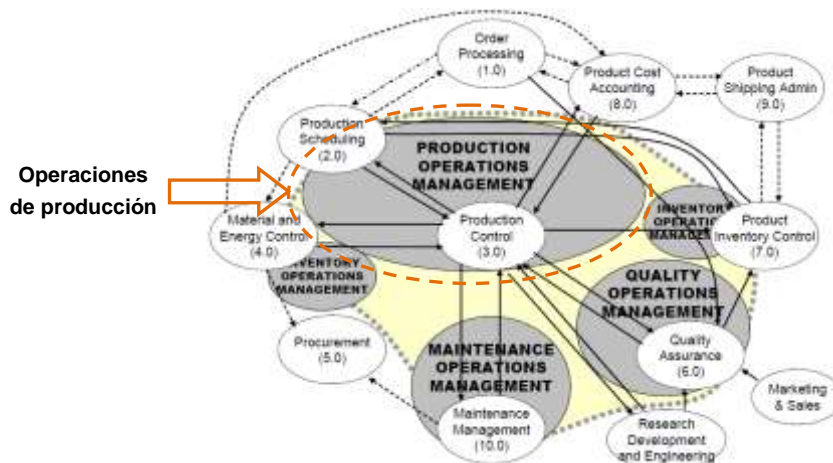 Order
Processing
(1.0)
Product Cost
Accounting
(8.0)
Product
Shipping Admin
(9.0)
Production
Scheduling
(2.0)
PRODUCTION
OPERATIONS
MANAGEMENT
Operaciones
de producción
Material and
Energy Control
(4.0)
Production
Control
(3.0)
INVENTORY
OPERATIONS
MANAGEMENT
Product
Inventory Control
(7.0)
INVENTORY
OPERATIONS
MANAGEMENT
QUALITY
OPERATIONS
MANAGEMENT
Procurement
(5.0)
MAINTENANCE
OPERATIONS
MANAGEMENT
Quality
Assurance
(6.0)
Marketing
& Sales
Maintenance
Management
(10.0)
Research
Development
and Engineering